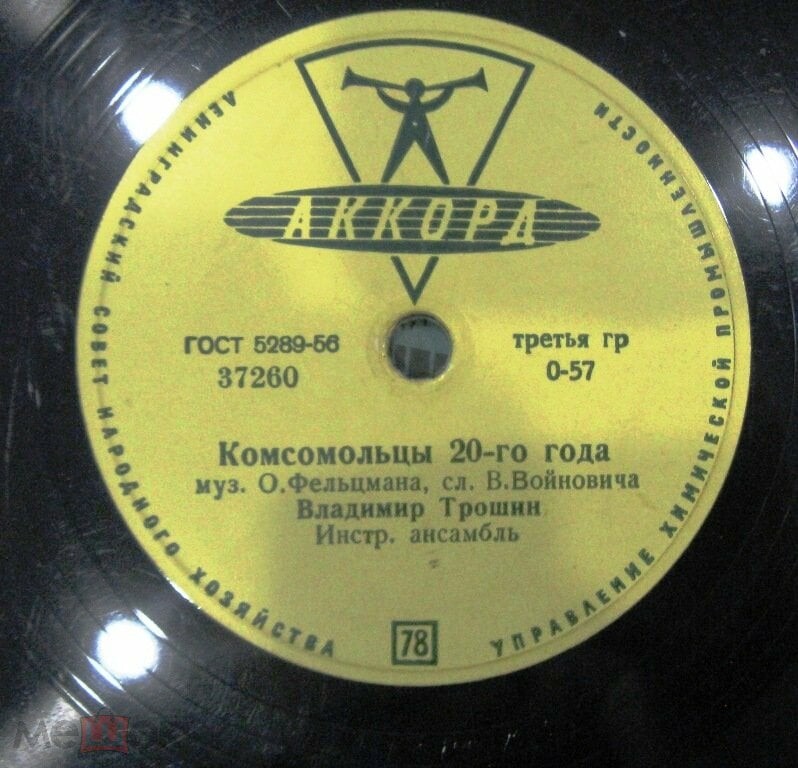 ЛЕНИНГРАДСКИЙ СОВЕТ НАРОДНОГО ХОЗЯЙСТВА
УПРАВЛЕНИЕ ХИМИЧЕСКОЙ ПРОМЫШЛЕННОСТИ
АККОРД
ГОСТ 5289-56
третья гр
37260
0-57
Комсомольцы 20-го года
муз. О.Фельцмана, сл. В.Войновича
Владимир Трошин
Инстр. ансамбль
78